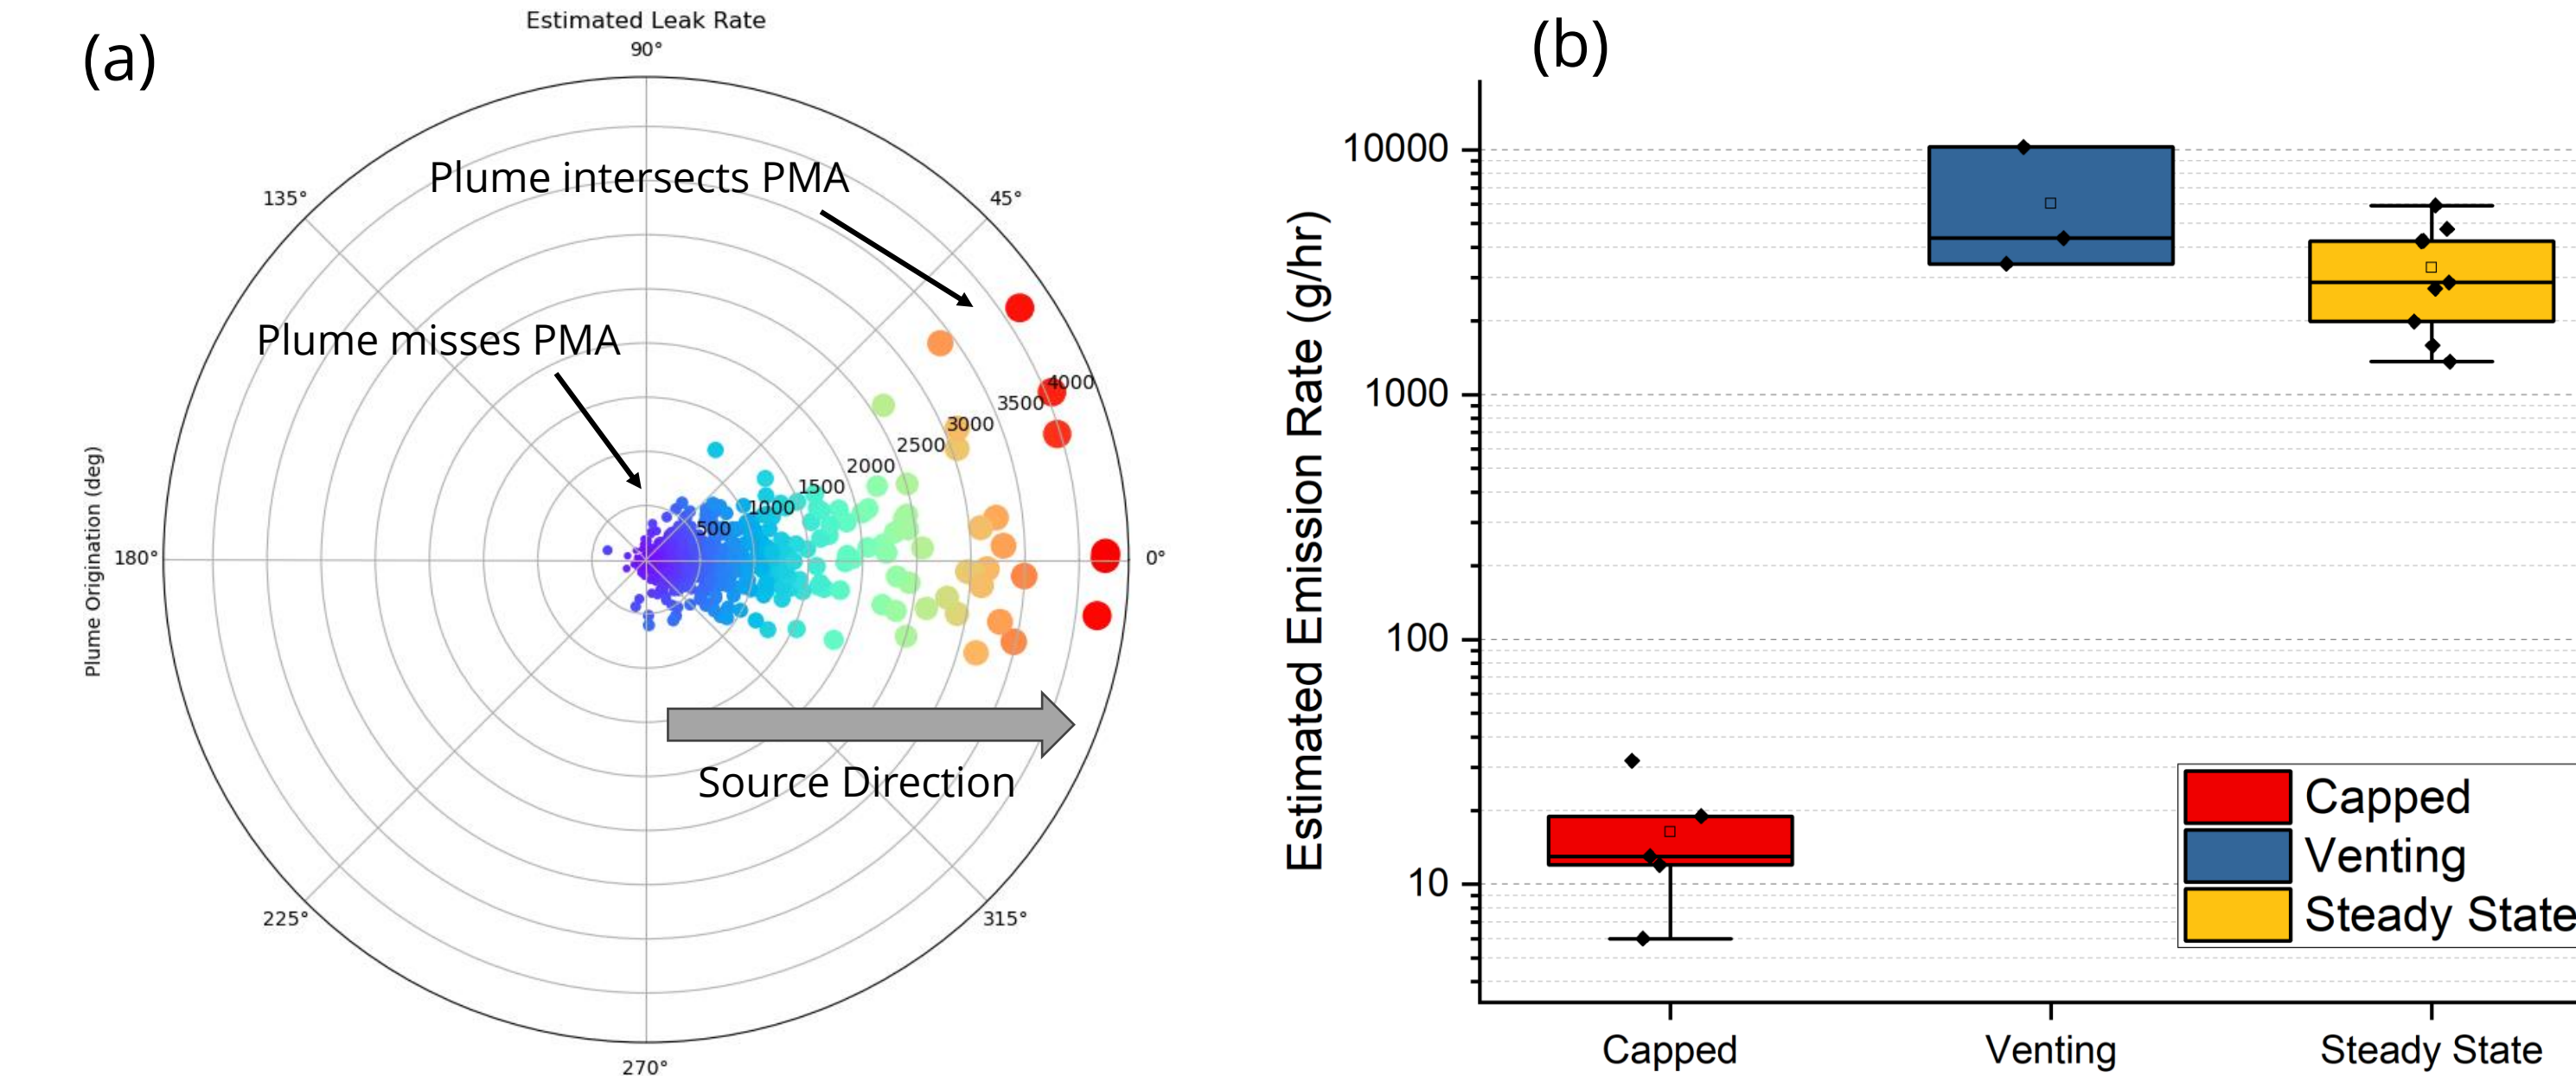 (a)
Estimated Leak Rate
90°
Plume intersects PMA
135°
45°
Plume misses PMA
4000
3500
3000
2500
2000
1500
1000
500
Plume Origination (deg)
180°
0°
Source Direction
225°
315°
270°
(b)
Estimated Emission Rate (g/hr)
10000
1000
100
10
Capped
Venting
Steady State
Capped
Venting
Steady State